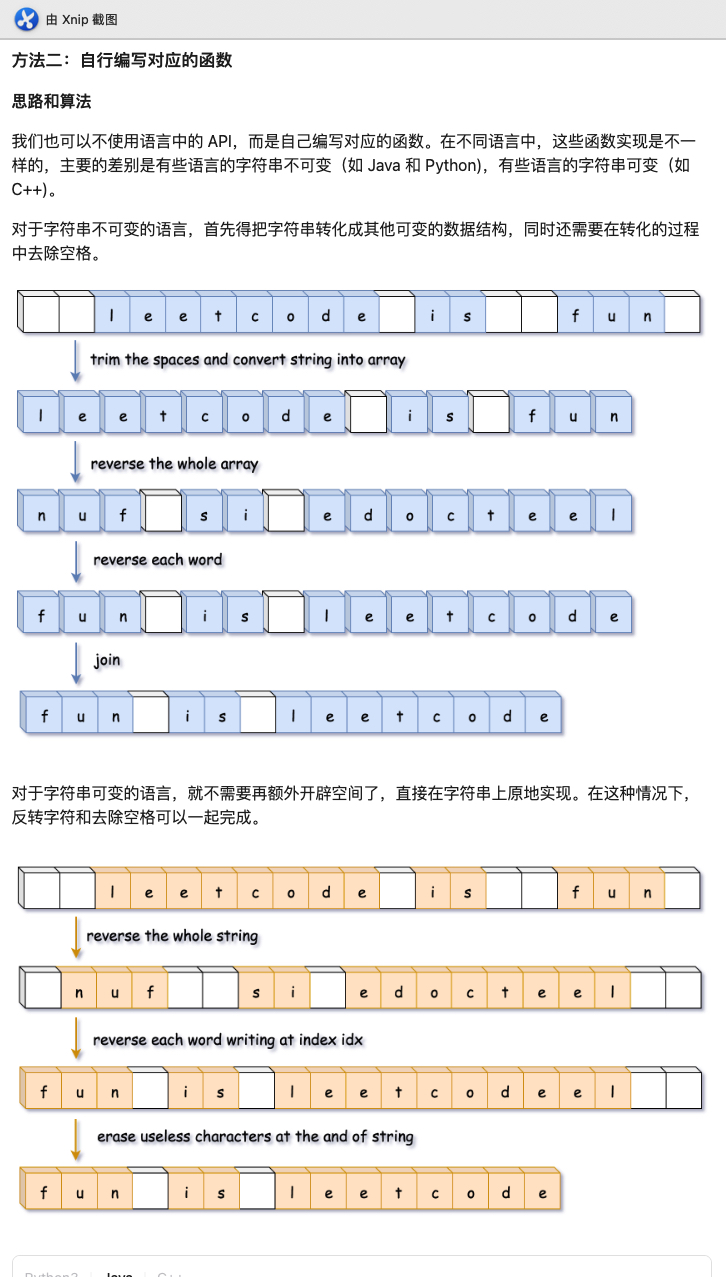 由 Xnip 截图
方法二：自行编写对应的函数
思路和算法
我们也可以不使用语言中的 API，而是自己编写对应的函数。在不同语言中，这些函数实现是不一
样的，主要的差别是有些语言的字符串不可变（如 Java 和 Python)，有些语言的字符串可变（如
C++)。
对于字符串不可变的语言，首先得把字符串转化成其他可变的数据结构，同时还需要在转化的过程
中去除空格。
l e e t c o d e i s f u n
trim the spaces and convert string into array
l e e t c o d e i s f u n
reverse the whole array
n u f s i e d o c t e e l
reverse each word
f u n i s l e e t c o d e
join
f u n i s l e e t c o d e
对于字符串可变的语言，就不需要再额外开辟空间了，直接在字符串上原地实现。在这种情况下，
反转字符和去除空格可以一起完成。
l e e t c o d e i s f u n
reverse the whole string
n u f s i e d o c t e e l
reverse each word writing at index idx
f u n i s l e e t c o d e e l
erase useless characters at the and of string
f u n i s l e e t c o d e
Python3 Java C++